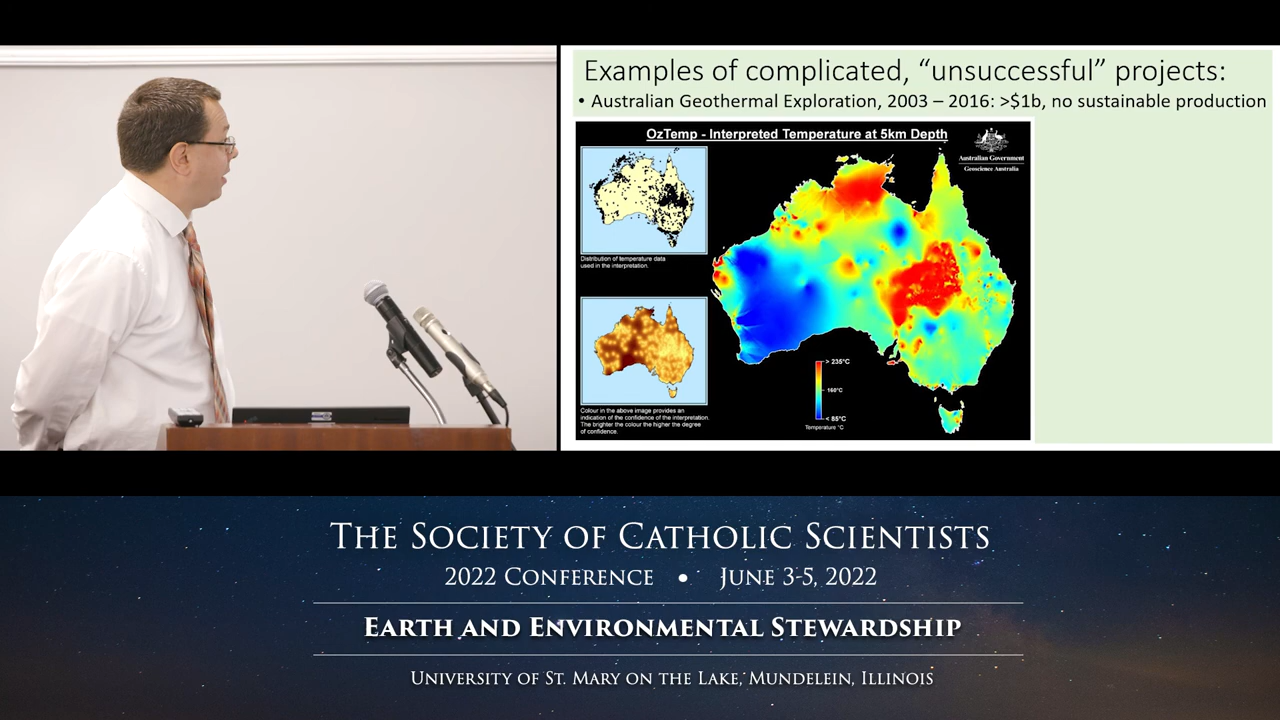 Examples of complicated, “unsuccessful” projects:
• Australian Geothermal Exploration, 2003 – 2016: >$1b, no sustainable production
OzTemp - Interpreted Temperature at 5km Depth
Australian Government
Geoscience Australia
Distribution of temperature data
used in the interpretation.
Colour in the above image provides an
indication of the confidence of the interpretation.
The brighter the colour the higher the degree
of confidence.
> 235°C
160°C
< 85°C
Temperature °C
The Society of Catholic Scientists
2022 Conference • June 3-5, 2022
Earth and Environmental Stewardship
University of St. Mary on the Lake, Mundelein, Illinois